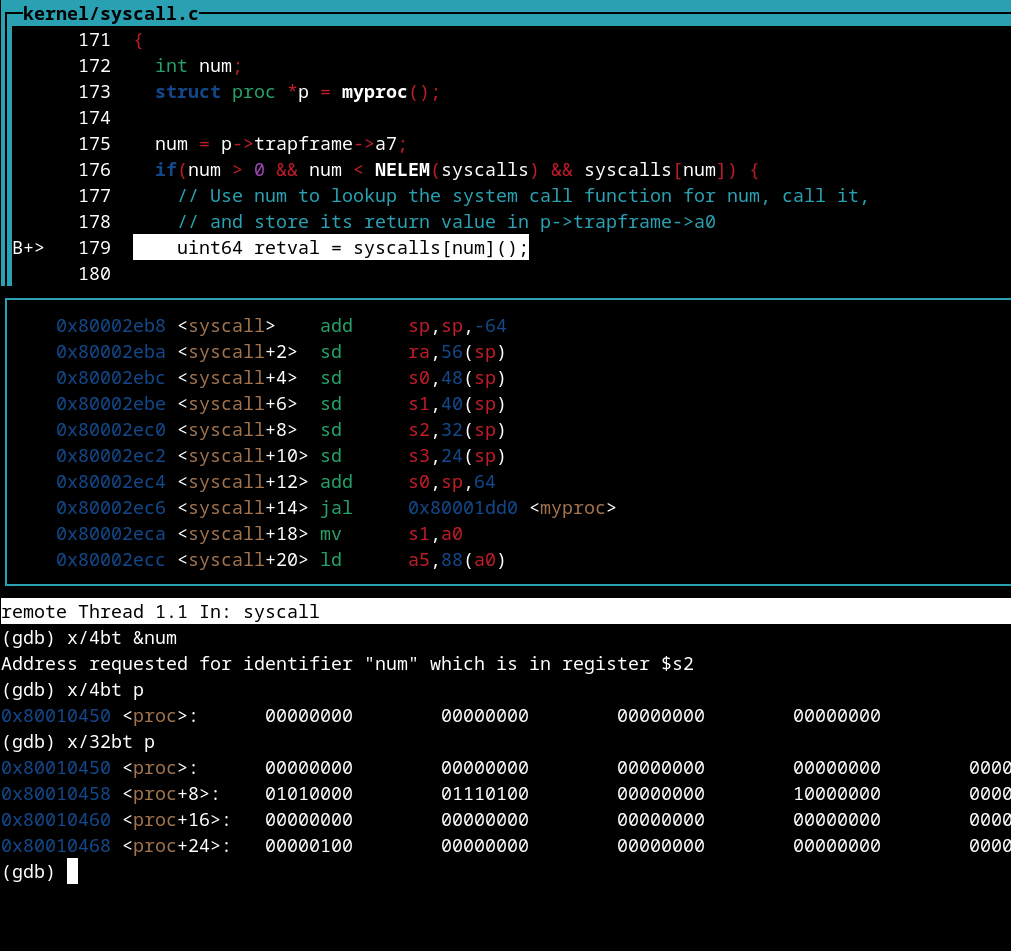 kernel/syscall.c
171 {
172 int num;
173 struct proc *p = myproc();
174
175 num = p->trapframe->a7;
176 if(num > 0 && num < NELEM(syscalls) && syscalls[num]) {
177 // Use num to lookup the system call function for num, call it,
178 // and store its return value in p->trapframe->a0
B+> 179 uint64 retval = syscalls[num]();
180
0x80002eb8 <syscall> add sp,sp,-64
0x80002eba <syscall+2> sd ra,56(sp)
0x80002ebc <syscall+4> sd s0,48(sp)
0x80002ebe <syscall+6> sd s1,40(sp)
0x80002ec0 <syscall+8> sd s2,32(sp)
0x80002ec2 <syscall+10> sd s3,24(sp)
0x80002ec4 <syscall+12> add s0,sp,64
0x80002ec6 <syscall+14> jal 0x80001dd0 <myproc>
0x80002eca <syscall+18> mv s1,a0
0x80002ecc <syscall+20> ld a5,88(a0)
remote Thread 1.1 In: syscall
(gdb) x/4bt &num
Address requested for identifier "num" which is in register $s2
(gdb) x/4bt p
0x80010450 <proc>: 00000000 00000000 00000000 00000000
(gdb) x/32bt p
0x80010450 <proc>: 00000000 00000000 00000000 00000000 0000
0x80010458 <proc+8>: 01010000 01110100 00000000 10000000 0000
0x80010460 <proc+16>: 00000000 00000000 00000000 00000000 0000
0x80010468 <proc+24>: 00000100 00000000 00000000 00000000 0000
(gdb)